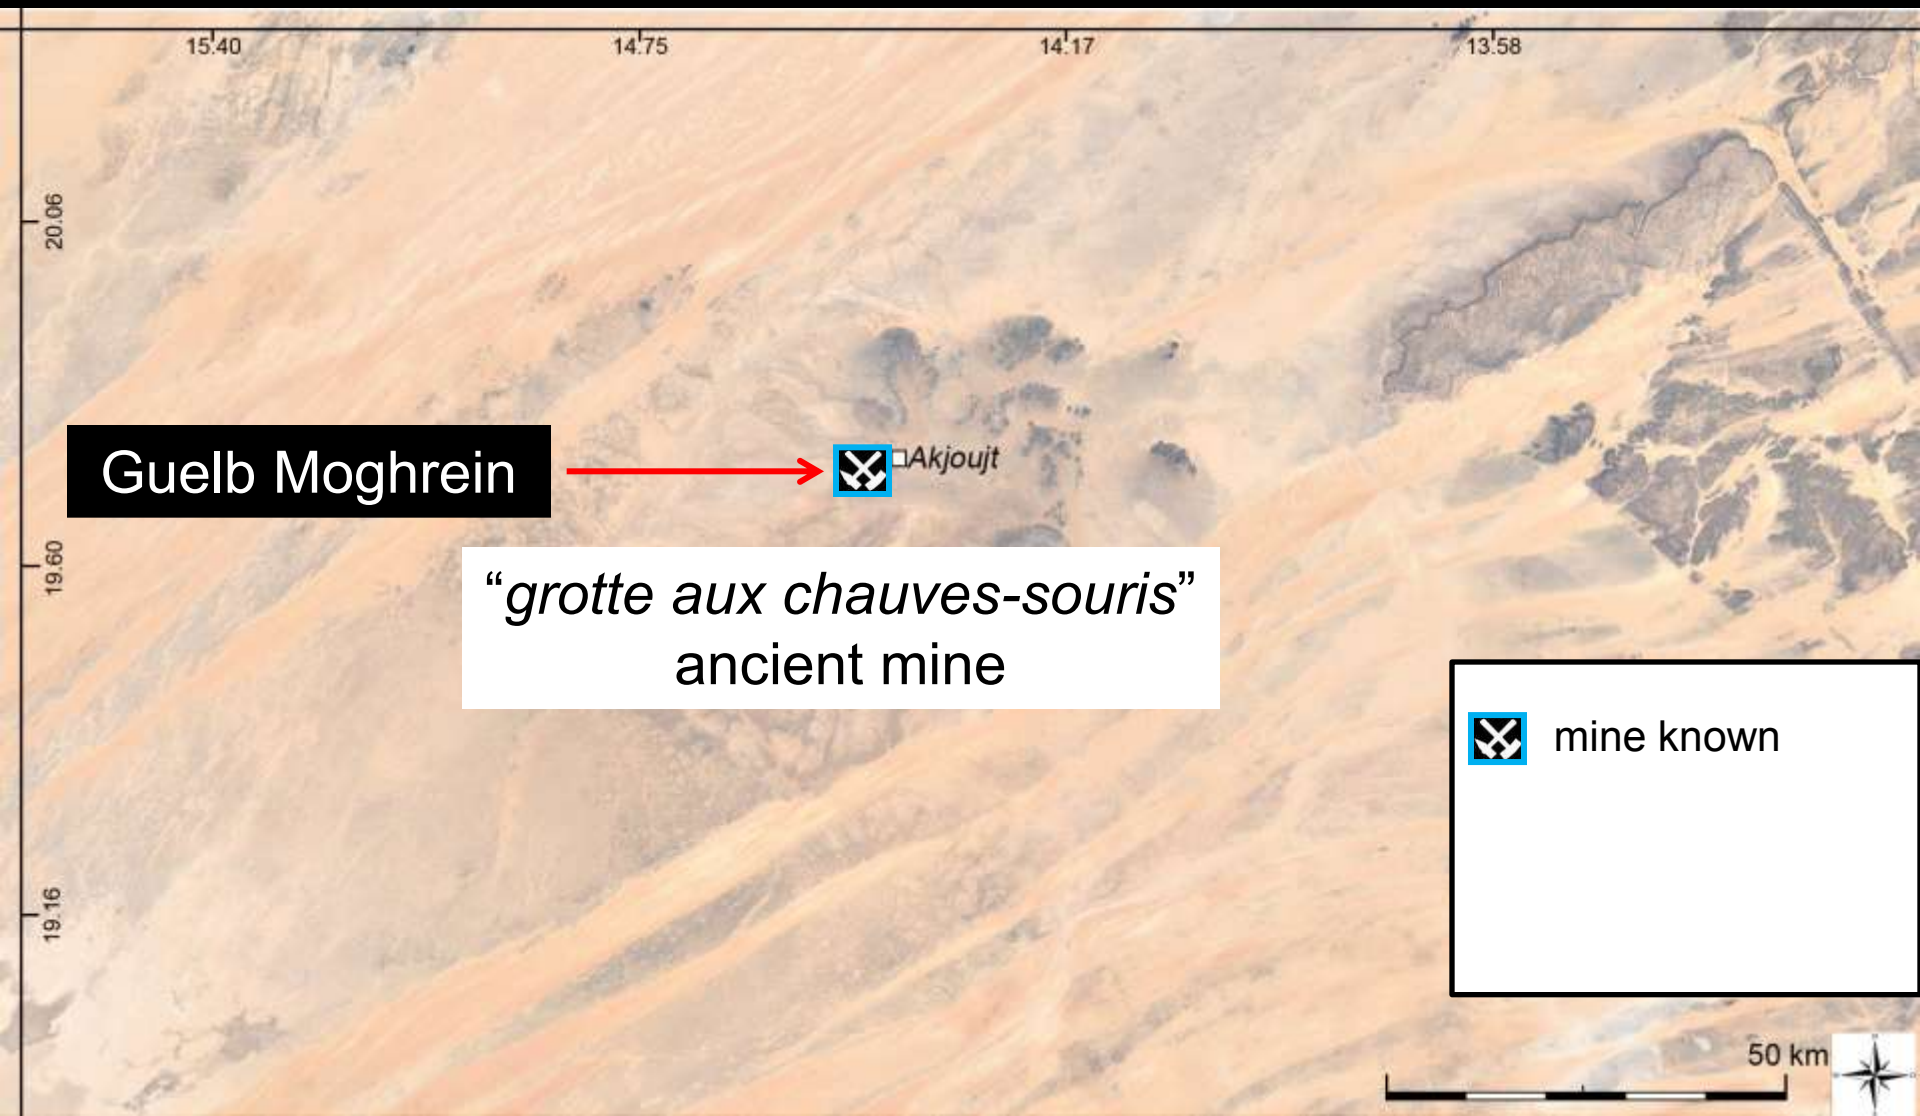 15.40
14.75
14.17
13.58
20.06
Guelb Moghrein
Akjoujt
19.60
“grotte aux chauves-souris”
ancient mine
mine known
19.16
50 km